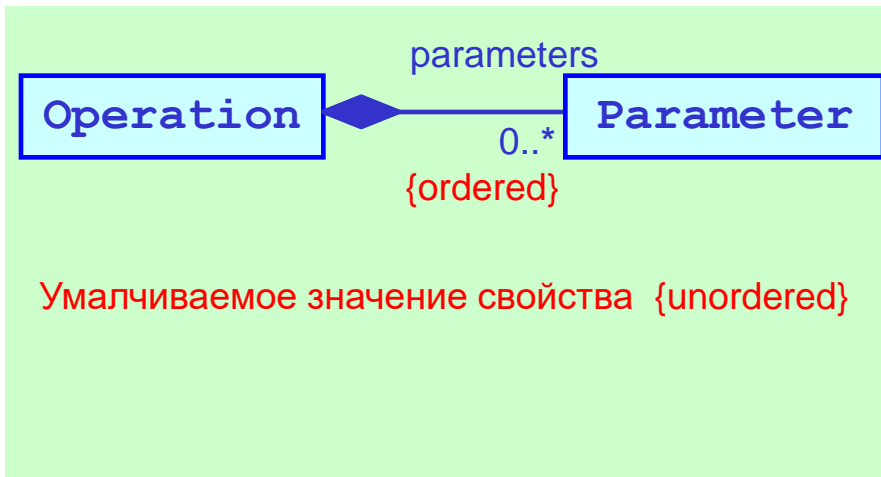 parameters
Operation
Parameter
0..*
{ordered}
Умалчиваемое значение свойства {unordered}